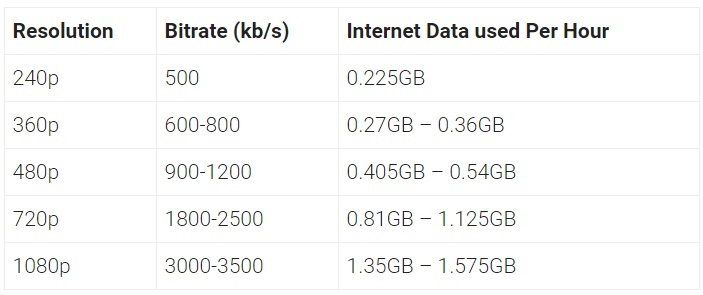 Resolution Bitrate (kb/s) Internet Data used Per Hour
240p 500 0.225GB
360p 600-800 0.27GB – 0.36GB
480p 900-1200 0.405GB – 0.54GB
720p 1800-2500 0.81GB – 1.125GB
1080p 3000-3500 1.35GB – 1.575GB